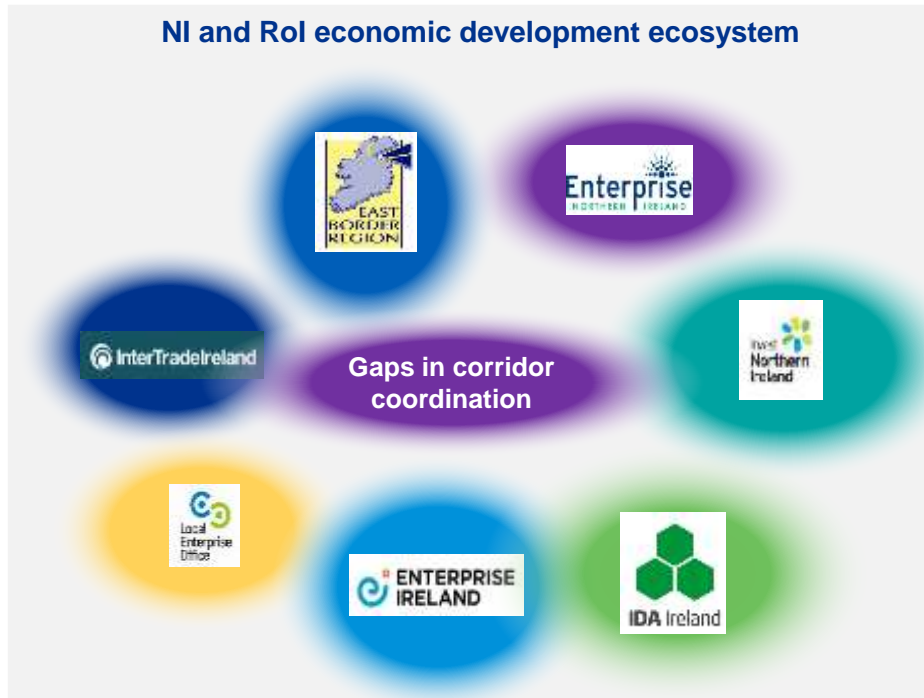 NI and RoI economic development ecosystem
EAST
BORDER
REGION
Enterprise
NORTHERN IRELAND
InterTradeIreland
Gaps in corridor
coordination
Invest
Northern
Ireland
Local
Enterprise
Office
ENTERPRISE
IRELAND
IDA Ireland